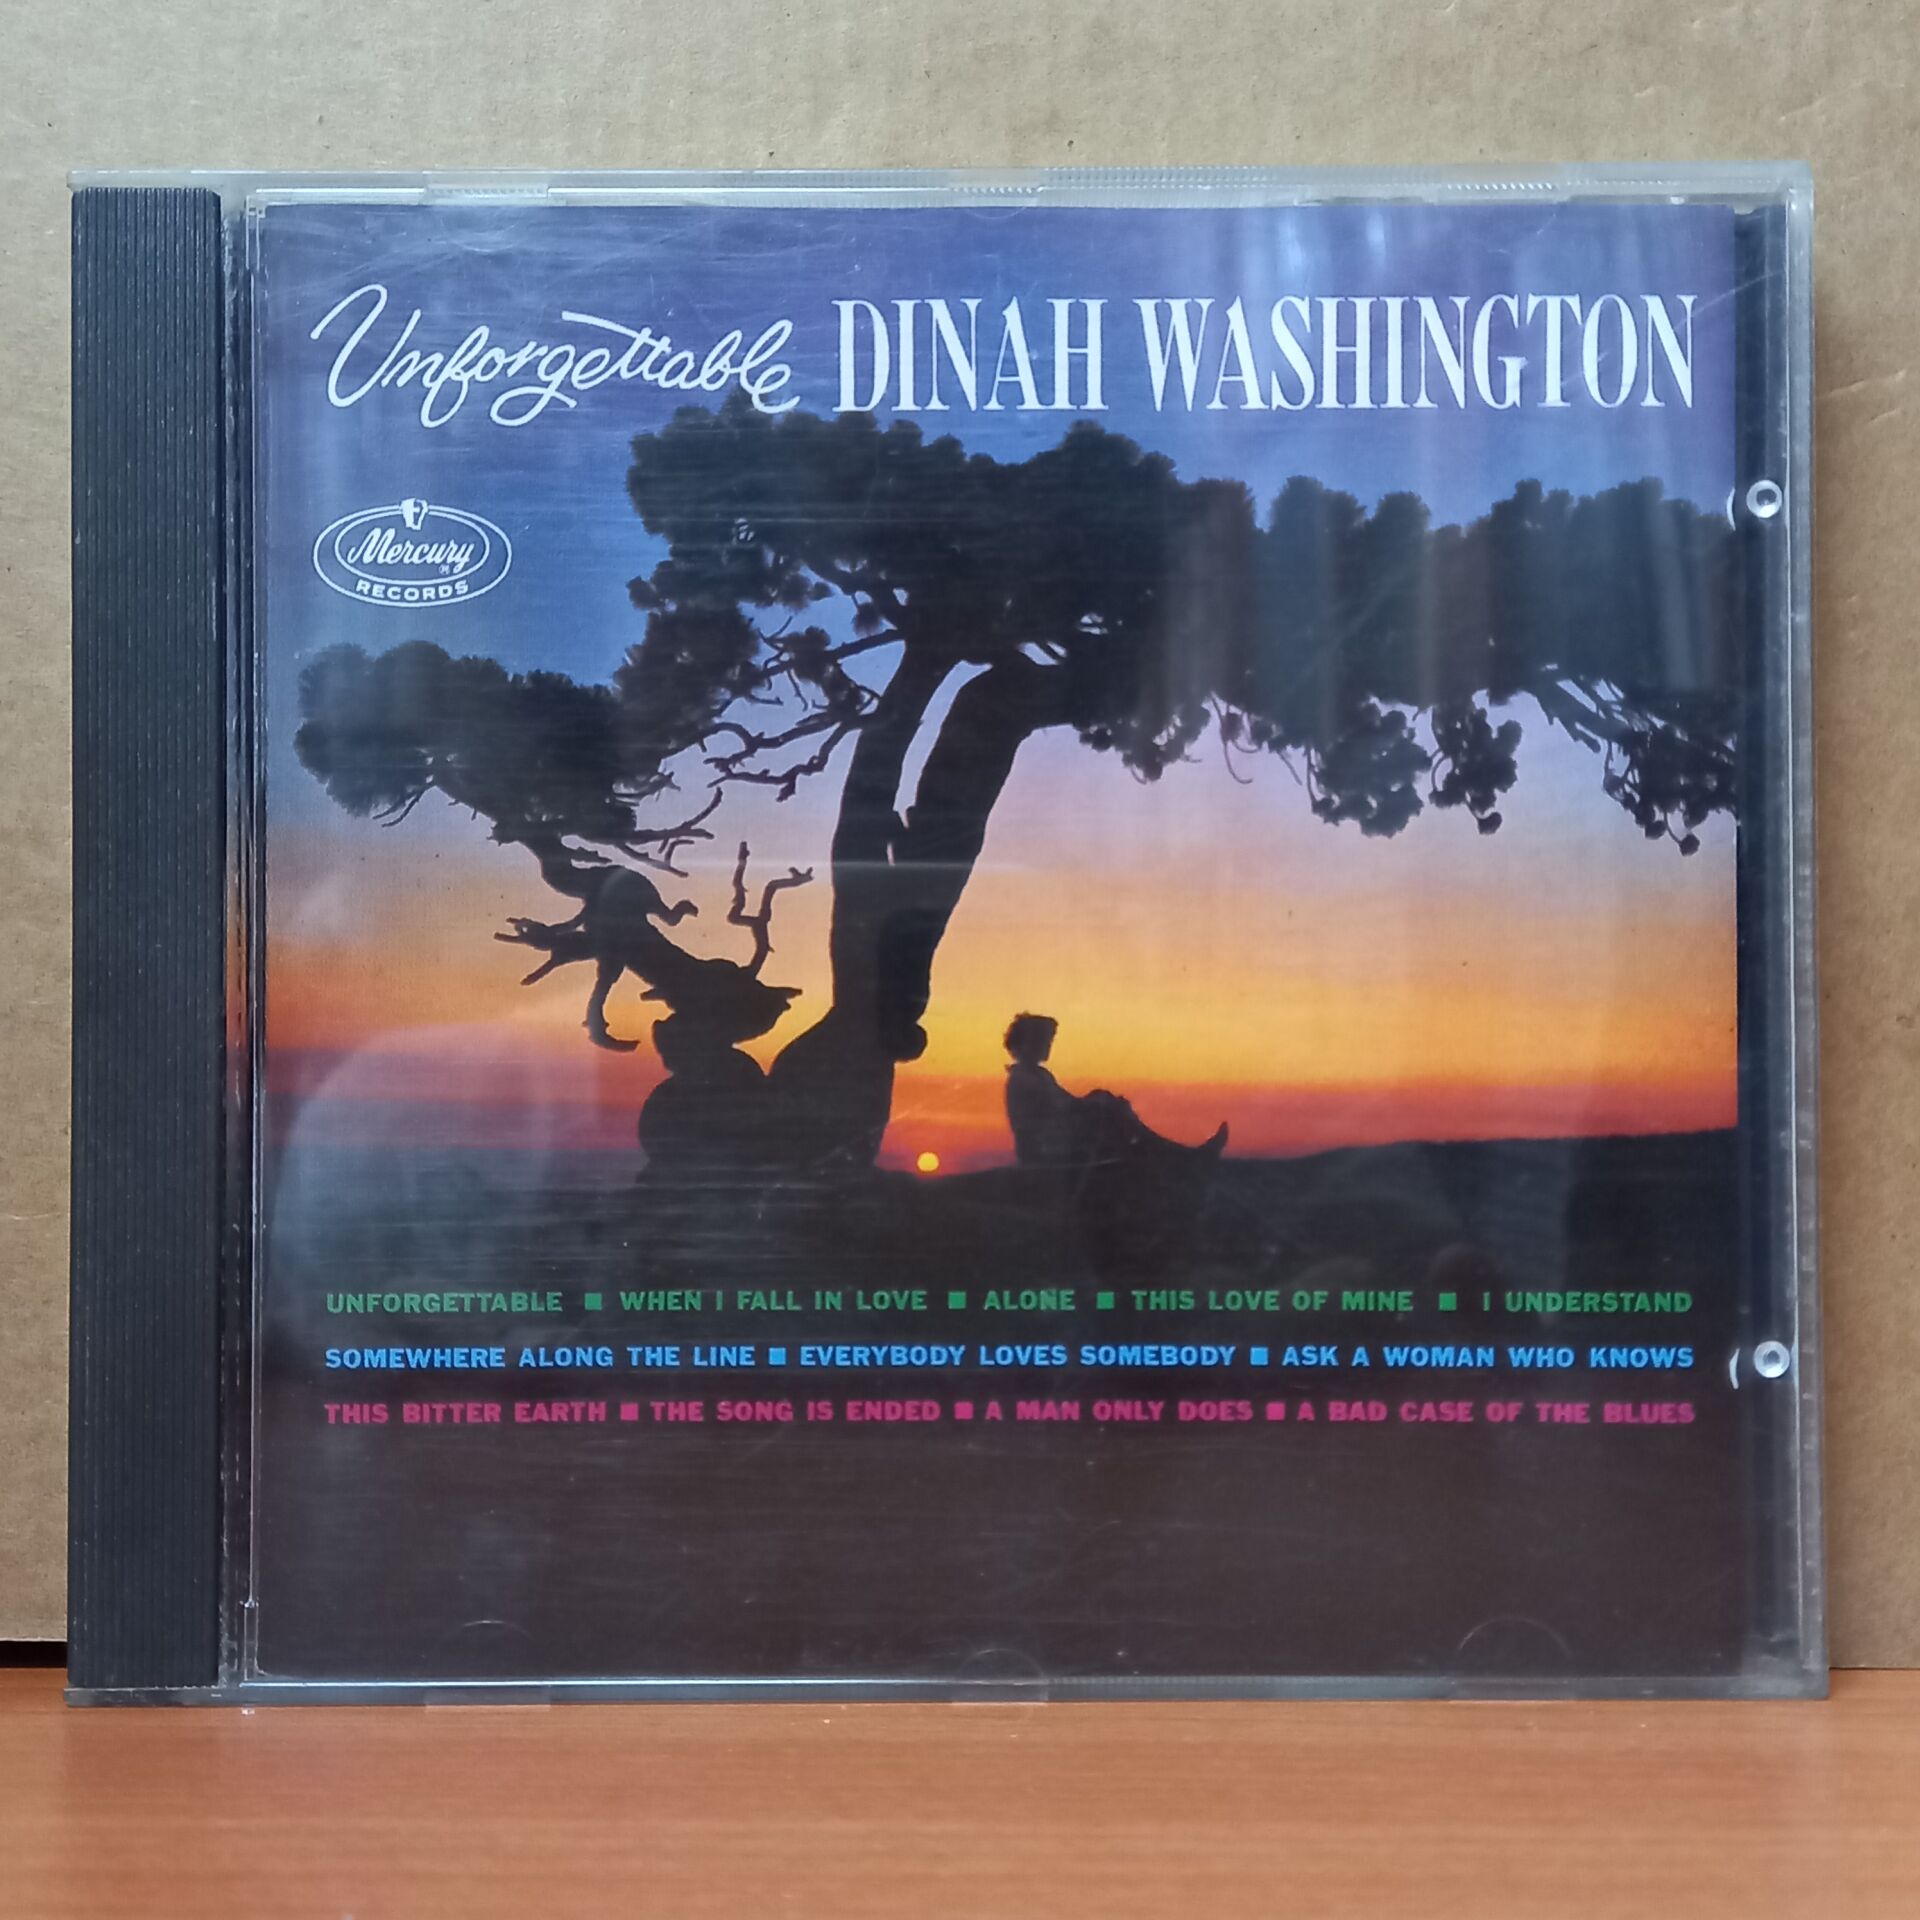 Unforgettable DINAH WASHINGTON
Mercury
RECORDS
UNFORGETTABLE ■ WHEN I FALL IN LOVE ■ ALONE ■ THIS LOVE OF MINE ■ I UNDERSTAND
SOMEWHERE ALONG THE LINE ■ EVERYBODY LOVES SOMEBODY ■ ASK A WOMAN WHO KNOWS
THIS BITTER EARTH ■ THE SONG IS ENDED ■ A MAN ONLY DOES ■ A BAD CASE OF THE BLUES